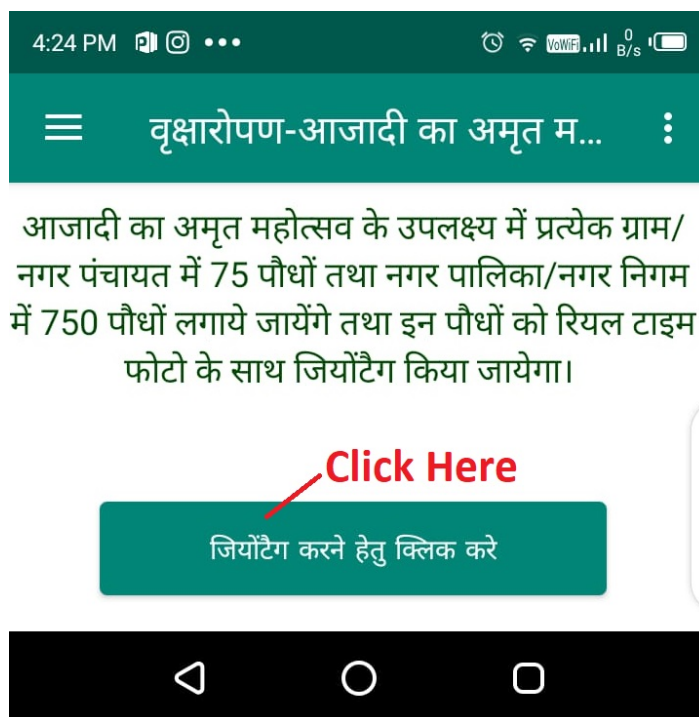 4:24 PM
VoWiFi 0 B/s
वृक्षारोपण-आजादी का अमृत म...
आजादी का अमृत महोत्सव के उपलक्ष्य में प्रत्येक ग्राम/
नगर पंचायत में 75 पौधों तथा नगर पालिका/नगर निगम
में 750 पौधों लगाये जायेंगे तथा इन पौधों को रियल टाइम
फोटो के साथ जियोंटैग किया जायेगा।
Click Here
जियोंटैग करने हेतु क्लिक करे